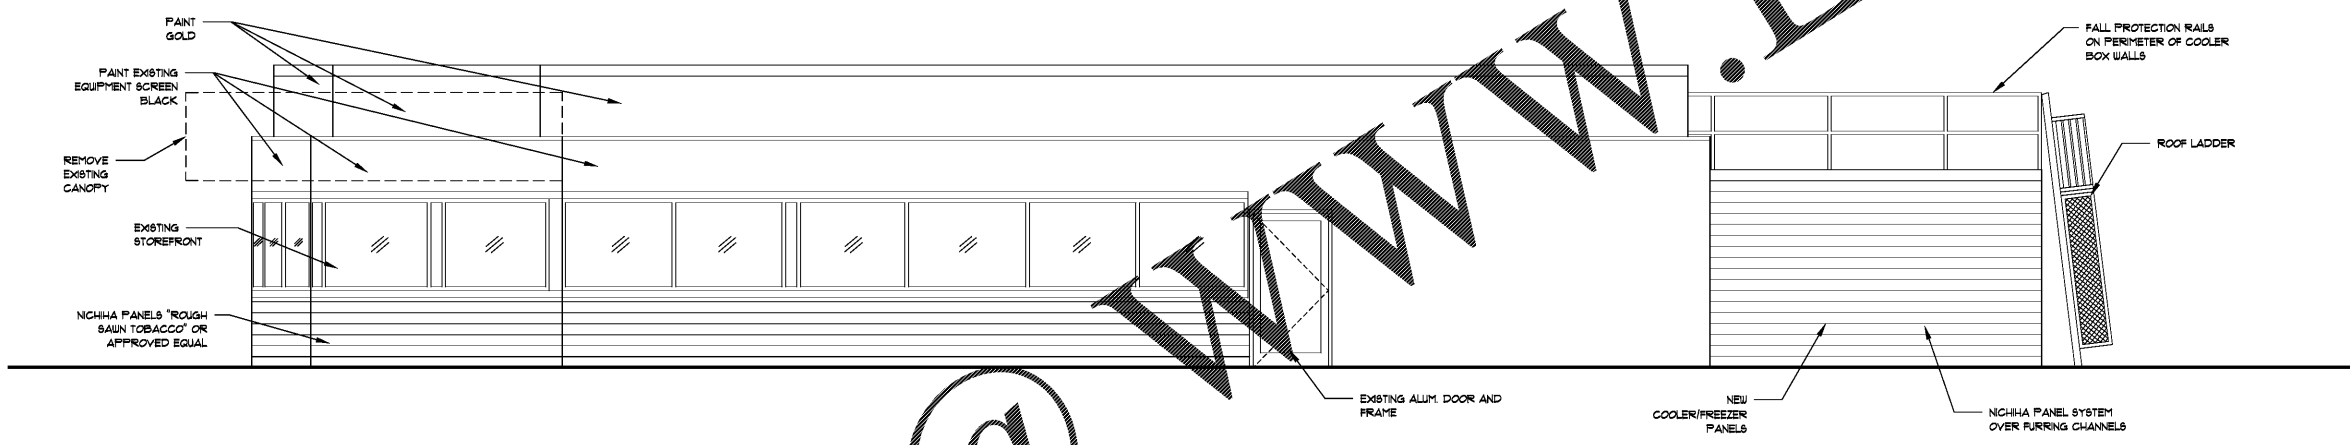 PAINT
GOLD
PAINT EXISTING
EQUIPMENT SCREEN
BLACK
REMOVE
EXISTING
CANOPY
EXISTING
STOREFRONT
NICHIHA PANELS "ROUGH
SAWN TOBACCO" OR
APPROVED EQUAL
WWW.
FALL PROTECTION RAILS
ON PERIMETER OF COOLER
BOX WALLS
ROOF LADDER
EXISTING ALUM. DOOR AND
FRAME
NEW
COOLER/FREEZER
PANELS
NICHIHA PANEL SYSTEM
OVER FURRING CHANNELS